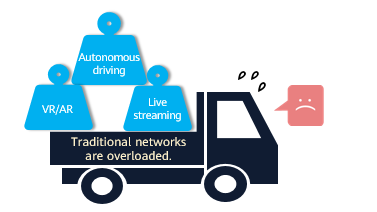 Autonomous
driving
VR/AR
Live
streaming
Traditional networks
are overloaded.